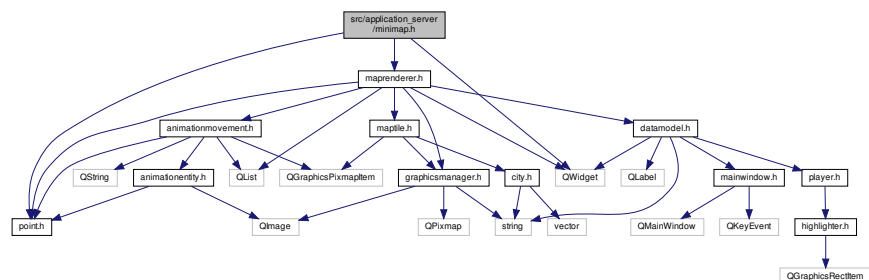 src/application_server
/minimap.h
maprenderer.h
animationmovement.h
maptile.h
datamodel.h
QString
animationentity.h
QList
QGraphicsPixmapItem
graphicsmanager.h
city.h
QWidget
QLabel
mainwindow.h
player.h
point.h
QImage
QPixmap
string
vector
QMainWindow
QKeyEvent
highlighter.h
QGraphicsRectItem